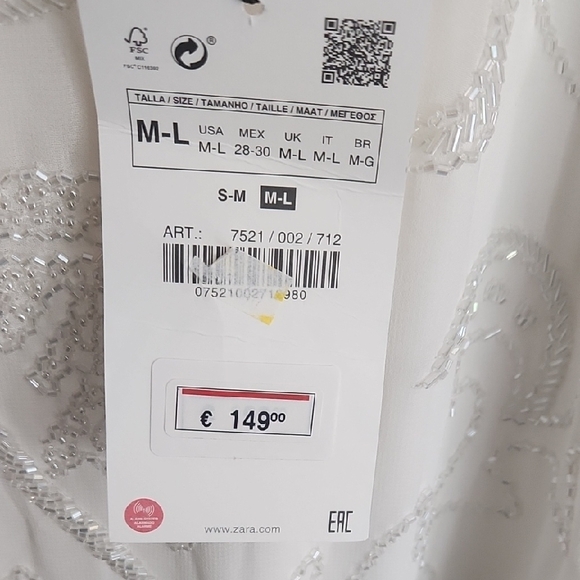 FSC
MIX
®
TALLA / SIZE / TAMANHO / TAILLE / MAAT / ΜΕΓΕΘΟΣ
M-L USA MEX UK IT BR
M-L 28-30 M-L M-L M-G
S-M M-L
ART.: 7521 / 002 / 712
€ 149⁰⁰
www.zara.com
EAC